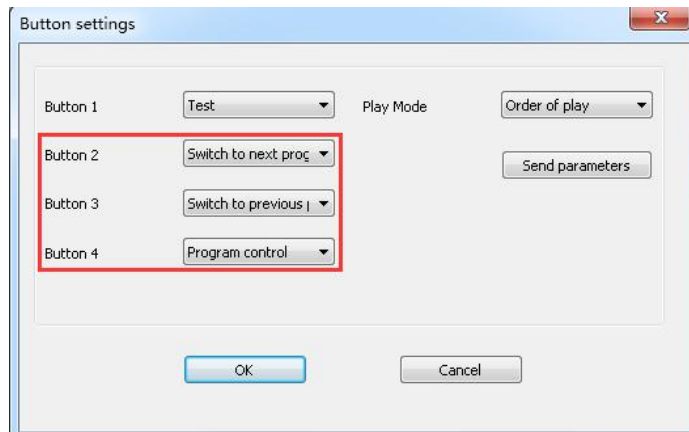 Button settings
Button 1 Test Play Mode Order of play
Button 2 Switch to next prog Send parameters
Button 3 Switch to previous
Button 4 Program control
OK Cancel